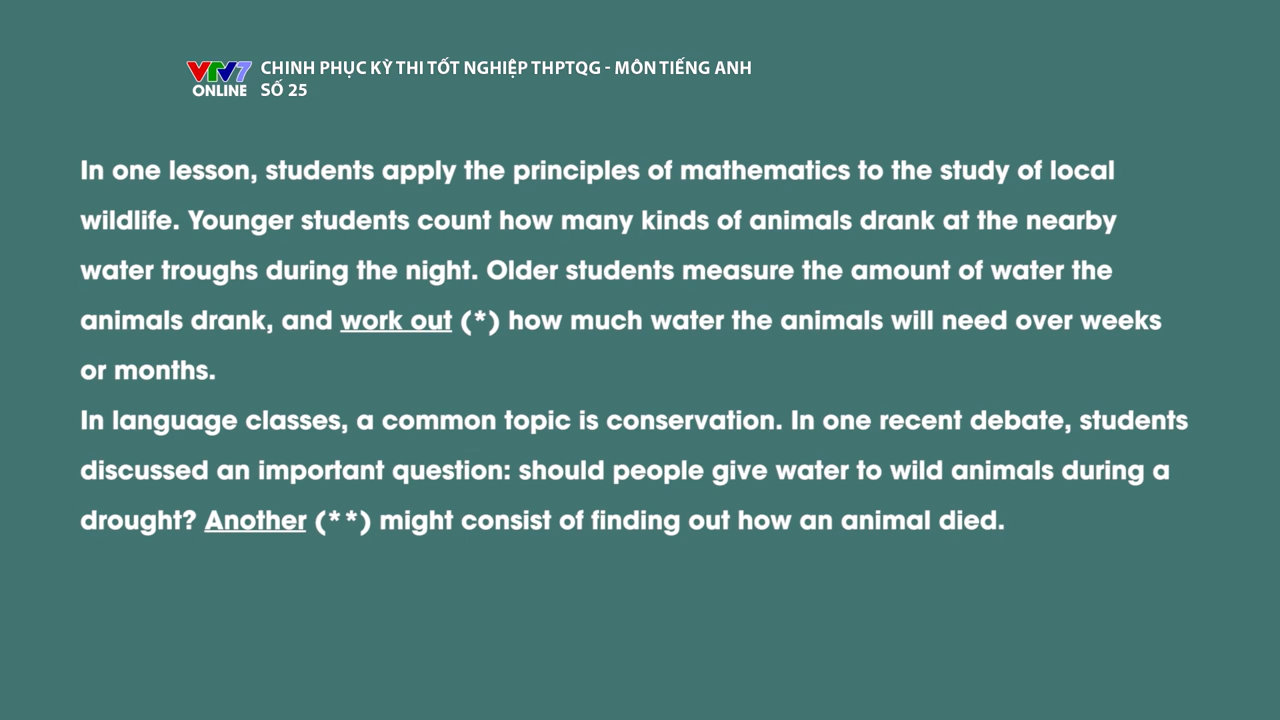 VTV7
ONLINE
CHINH PHỤC KỲ THI TỐT NGHIỆP THPTQG - MÔN TIẾNG ANH
SỐ 25
In one lesson, students apply the principles of mathematics to the study of local
wildlife. Younger students count how many kinds of animals drank at the nearby
water troughs during the night. Older students measure the amount of water the
animals drank, and work out (*) how much water the animals will need over weeks
or months.
In language classes, a common topic is conservation. In one recent debate, students
discussed an important question: should people give water to wild animals during a
drought? Another (**) might consist of finding out how an animal died.